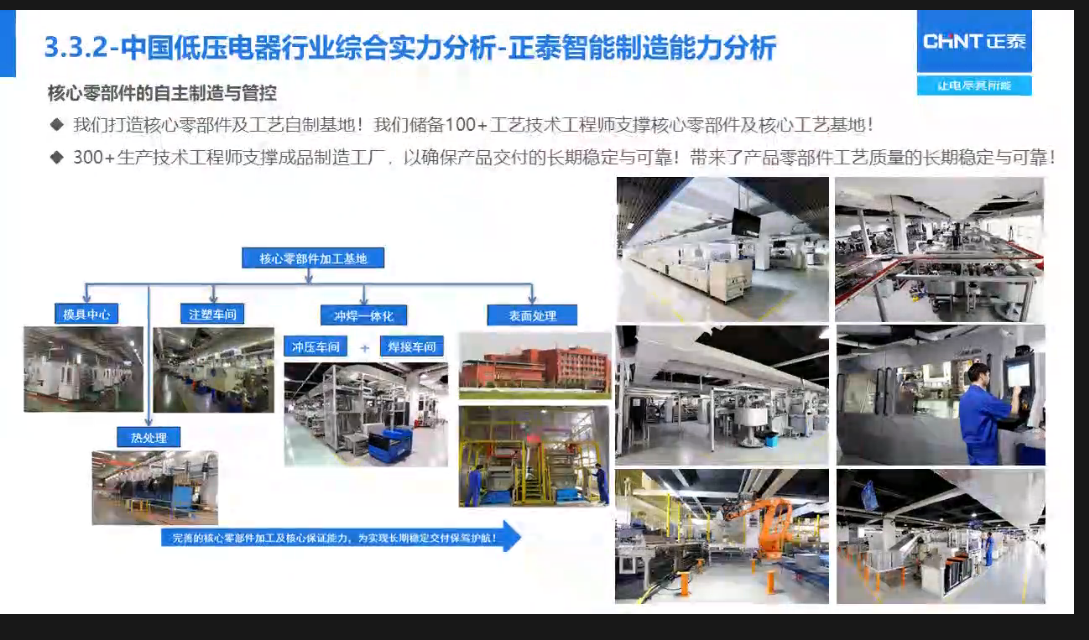 3.3.2-中国低压电器行业综合实力分析-正泰智能制造能力分析
CHNT正泰
让电尽其所能
核心零部件的自主制造与管控
◆ 我们打造核心零部件及工艺自制基地！我们储备100+工艺技术工程师支撑核心零部件及核心工艺基地！
◆ 300+生产技术工程师支撑成品制造工厂，以确保产品交付的长期稳定与可靠！带来了产品零部件工艺质量的长期稳定与可靠！
核心零部件加工基地
模具中心
注塑车间
冲焊一体化
表面处理
冲压车间 + 焊接车间
热处理
完善的核心零部件加工及核心保证能力，为实现长期稳定交付保驾护航！